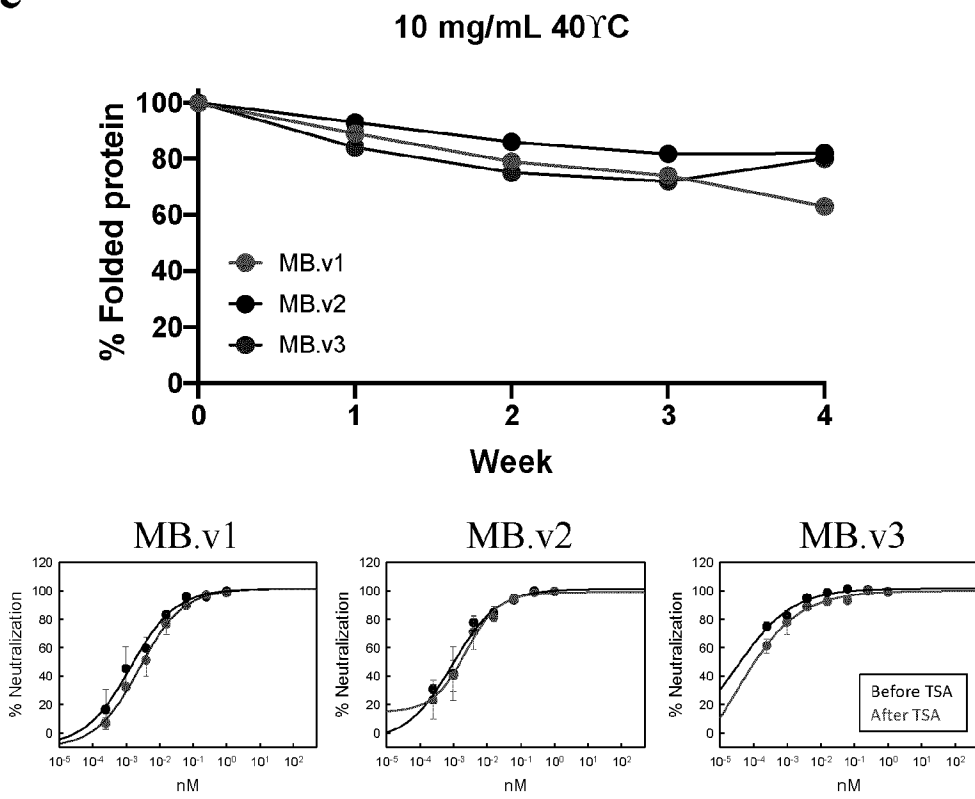 e
10 mg/mL 40ϒC
% Folded protein
100
80
60
40
20
0
MB.v1
MB.v2
MB.v3
0 1 2 3 4
Week
MB.v1 MB.v2 MB.v3
% Neutralization
120
100
80
60
40
20
0
10⁻⁵ 10⁻⁴ 10⁻³ 10⁻² 10⁻¹ 10⁰ 10¹ 10²
nM
% Neutralization
120
100
80
60
40
20
0
10⁻⁵ 10⁻⁴ 10⁻³ 10⁻² 10⁻¹ 10⁰ 10¹ 10²
nM
% Neutralization
120
100
80
60
40
20
0
Before TSA
After TSA
10⁻⁵ 10⁻⁴ 10⁻³ 10⁻² 10⁻¹ 10⁰ 10¹ 10²
nM